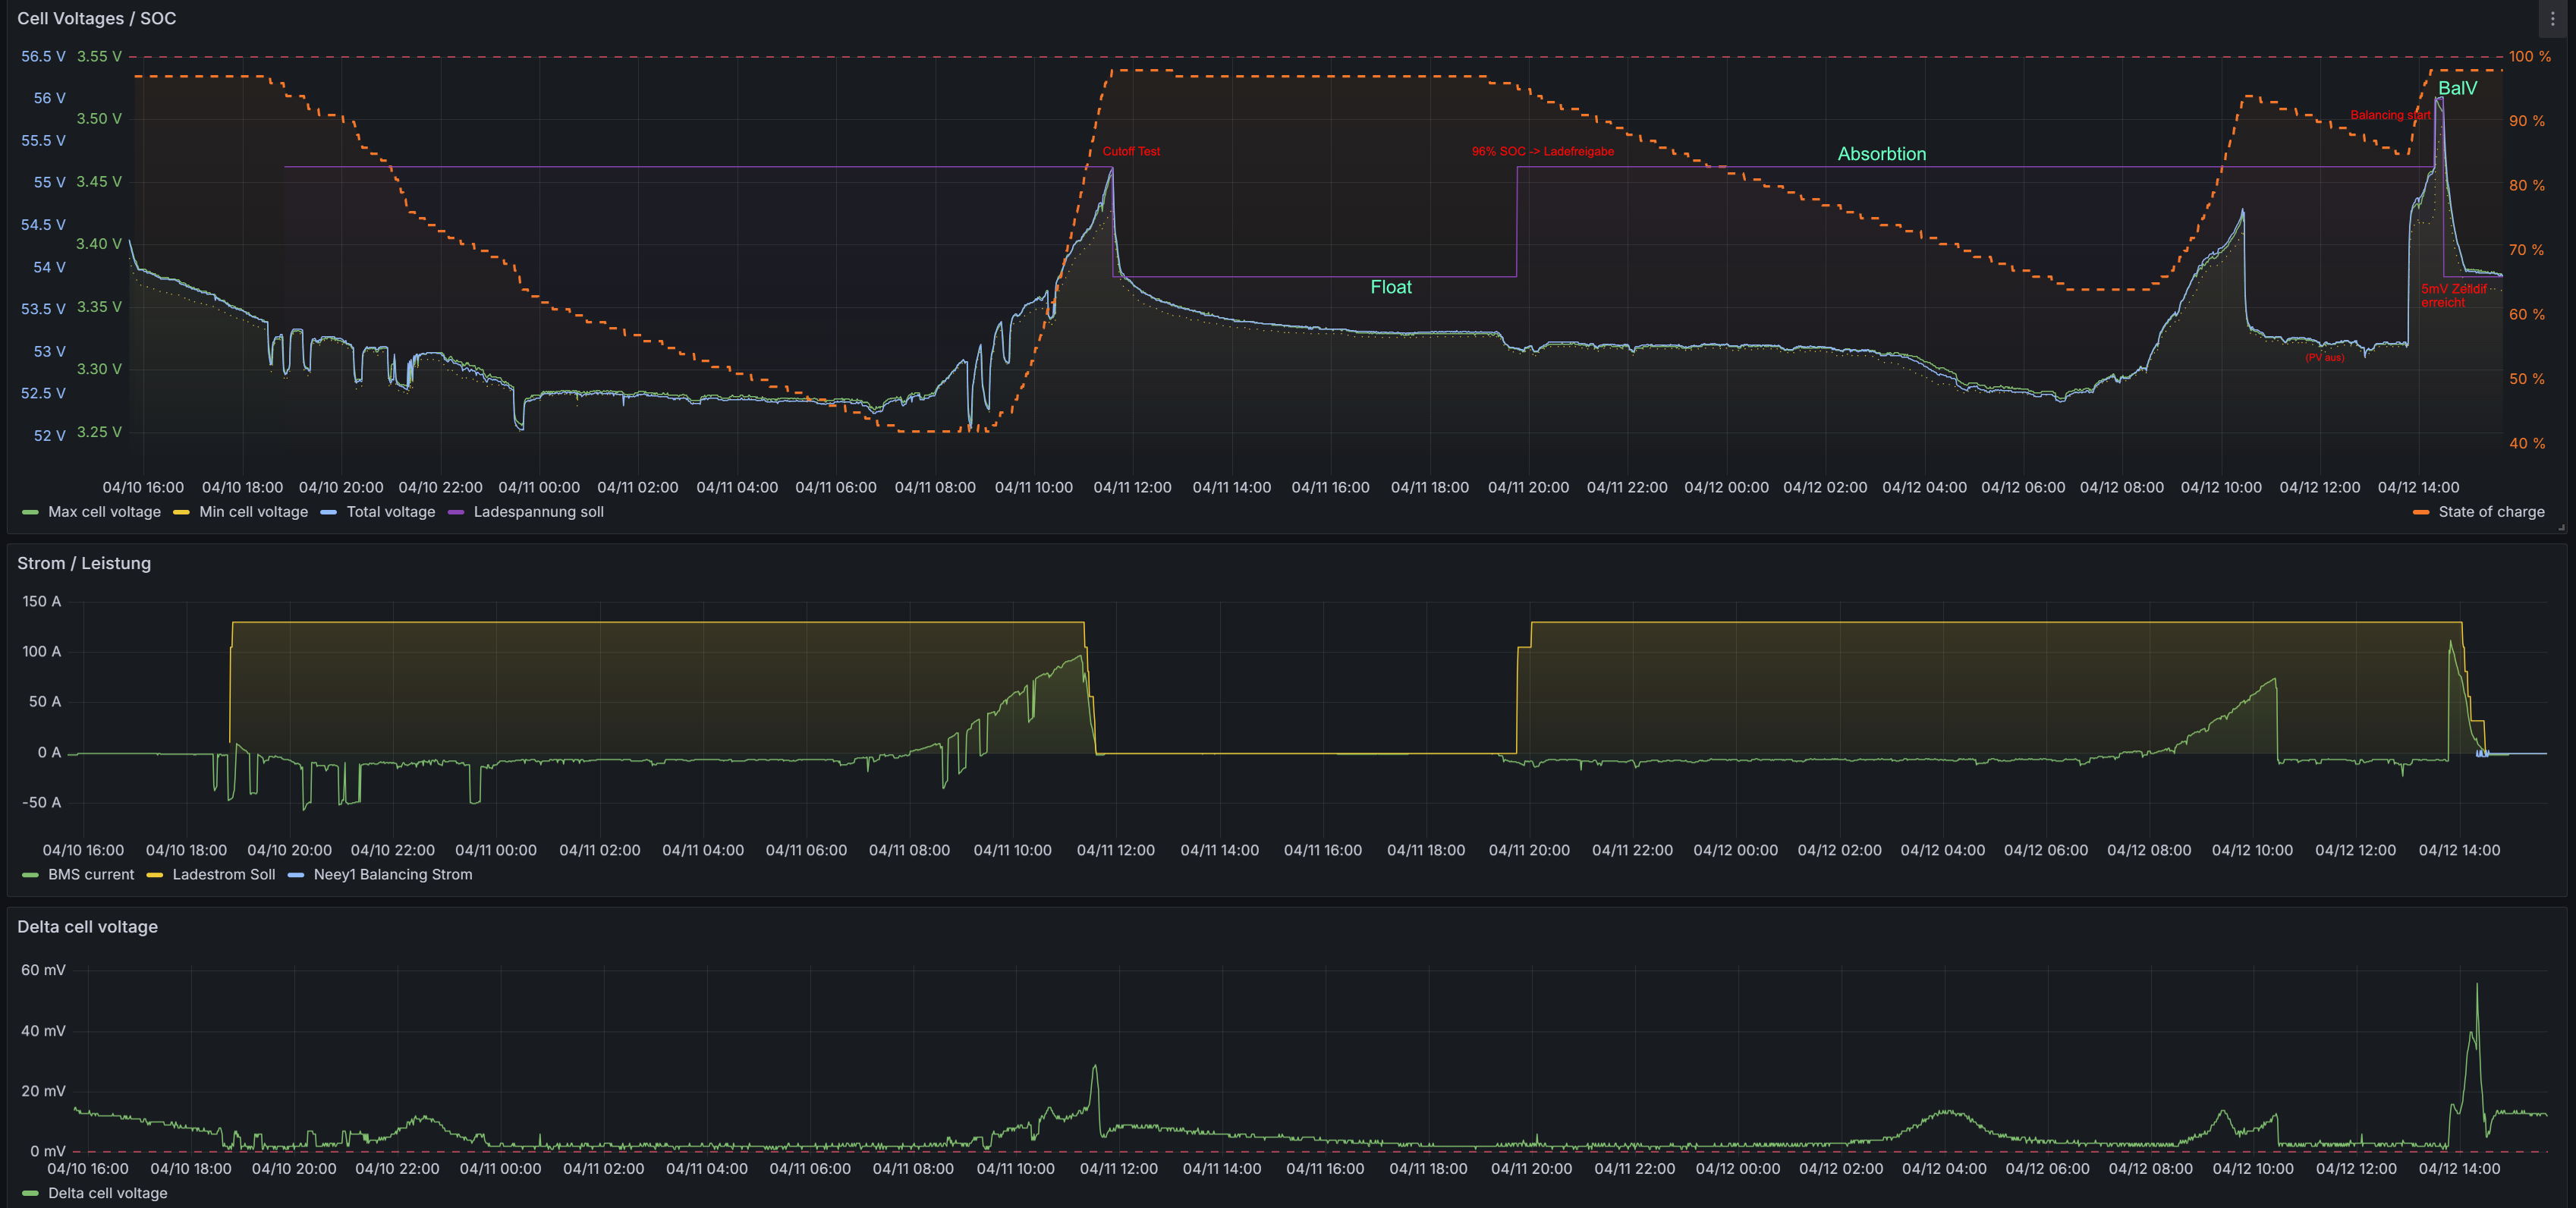 Cell Voltages / SOC
56.5 V 3.55 V 100 %
56 V
3.50 V
BalV
Balancing start
90 %
55.5 V
Cutoff Test
96% SOC -> Ladefreigabe
Absorbtion
55 V 3.45 V
80 %
54.5 V
3.40 V
70 %
54 V
Float
5mV Zelldif
erreicht
53.5 V 3.35 V
60 %
53 V
(PV aus)
3.30 V
50 %
52.5 V
52 V 3.25 V
40 %
04/10 16:00 04/10 18:00 04/10 20:00 04/10 22:00 04/11 00:00 04/11 02:00 04/11 04:00 04/11 06:00 04/11 08:00 04/11 10:00 04/11 12:00 04/11 14:00 04/11 16:00 04/11 18:00 04/11 20:00 04/11 22:00 04/12 00:00 04/12 02:00 04/12 04:00 04/12 06:00 04/12 08:00 04/12 10:00 04/12 12:00 04/12 14:00
Max cell voltage Min cell voltage Total voltage Ladespannung soll State of charge
Strom / Leistung
150 A
100 A
50 A
0 A
-50 A
04/10 16:00 04/10 18:00 04/10 20:00 04/10 22:00 04/11 00:00 04/11 02:00 04/11 04:00 04/11 06:00 04/11 08:00 04/11 10:00 04/11 12:00 04/11 14:00 04/11 16:00 04/11 18:00 04/11 20:00 04/11 22:00 04/12 00:00 04/12 02:00 04/12 04:00 04/12 06:00 04/12 08:00 04/12 10:00 04/12 12:00 04/12 14:00
BMS current Ladestrom Soll Neey1 Balancing Strom
Delta cell voltage
60 mV
40 mV
20 mV
0 mV
04/10 16:00 04/10 18:00 04/10 20:00 04/10 22:00 04/11 00:00 04/11 02:00 04/11 04:00 04/11 06:00 04/11 08:00 04/11 10:00 04/11 12:00 04/11 14:00 04/11 16:00 04/11 18:00 04/11 20:00 04/11 22:00 04/12 00:00 04/12 02:00 04/12 04:00 04/12 06:00 04/12 08:00 04/12 10:00 04/12 12:00 04/12 14:00
Delta cell voltage